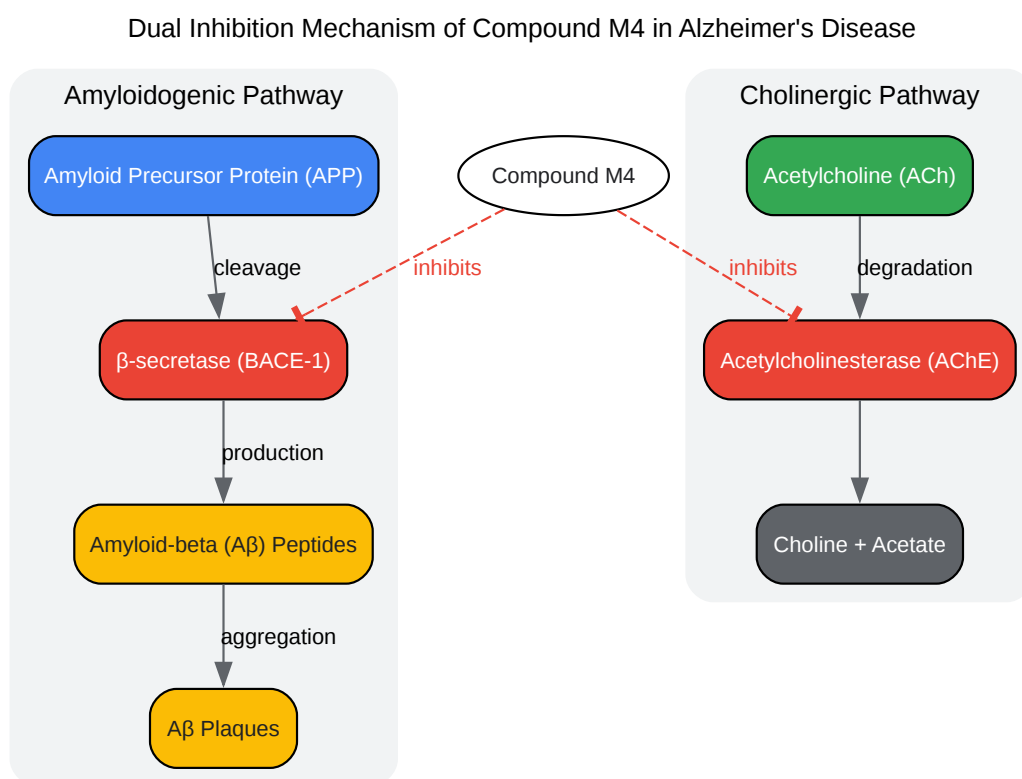 Dual Inhibition Mechanism of Compound M4 in Alzheimer's Disease
Amyloidogenic Pathway
Amyloid Precursor Protein (APP)
cleavage
β-secretase (BACE-1)
production
Amyloid-beta (Aβ) Peptides
aggregation
Aβ Plaques
Compound M4
inhibits
inhibits
Cholinergic Pathway
Acetylcholine (ACh)
degradation
Acetylcholinesterase (AChE)
Choline + Acetate